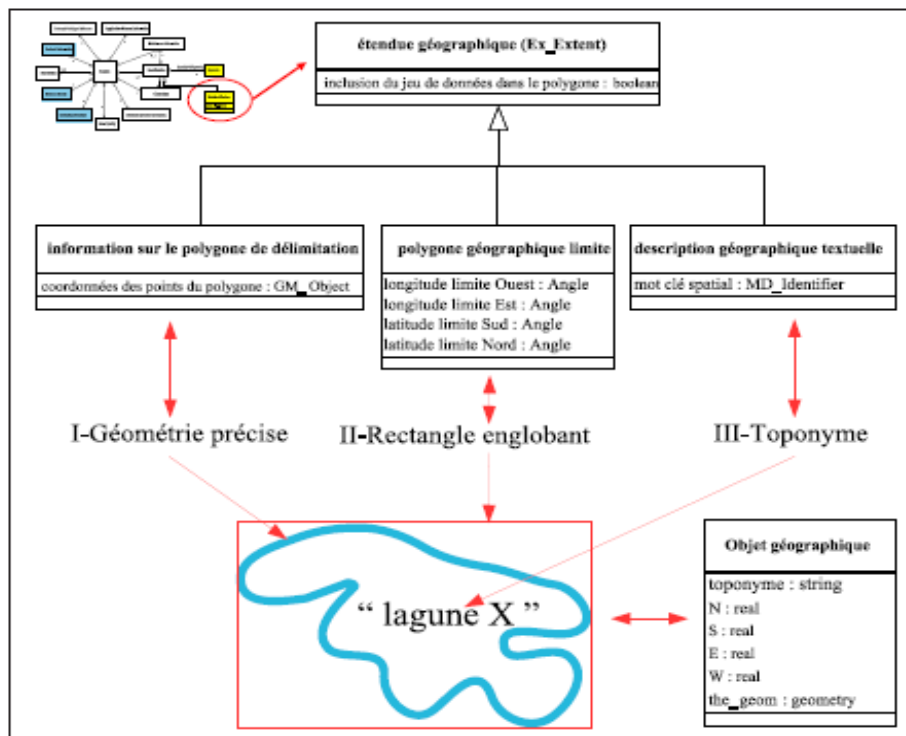 étendue géographique (Ex_Extent)
inclusion du jeu de données dans le polygone : boolean
information sur le polygone de délimitation
coordonnées des points du polygone : GM_Object
polygone géographique limite
longitude limite Ouest : Angle
longitude limite Est : Angle
latitude limite Sud : Angle
latitude limite Nord : Angle
description géographique textuelle
mot clé spatial : MD_Identifier
I-Géométrie précise
II-Rectangle englobant
III-Toponyme
“ lagune X ”
Objet géographique
toponyme : string
N : real
S : real
E : real
W : real
the_geom : geometry